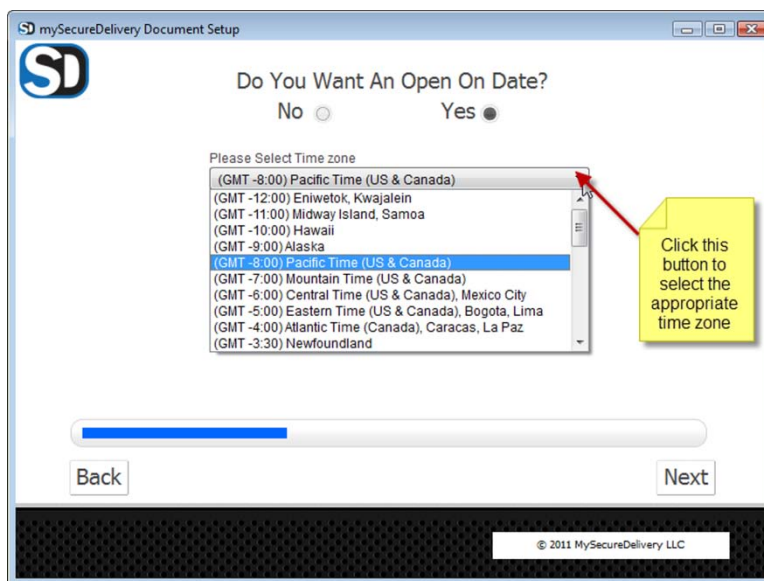 SD mySecureDelivery Document Setup
SD
Do You Want An Open On Date?
No Yes
Please Select Time zone
(GMT -8:00) Pacific Time (US & Canada)
(GMT -12:00) Eniwetok, Kwajalein
(GMT -11:00) Midway Island, Samoa
(GMT -10:00) Hawaii
(GMT -9:00) Alaska
(GMT -8:00) Pacific Time (US & Canada)
(GMT -7:00) Mountain Time (US & Canada)
(GMT -6:00) Central Time (US & Canada), Mexico City
(GMT -5:00) Eastern Time (US & Canada), Bogota, Lima
(GMT -4:00) Atlantic Time (Canada), Caracas, La Paz
(GMT -3:30) Newfoundland
Click this
button to
select the
appropriate
time zone
Back Next
© 2011 MySecureDelivery LLC